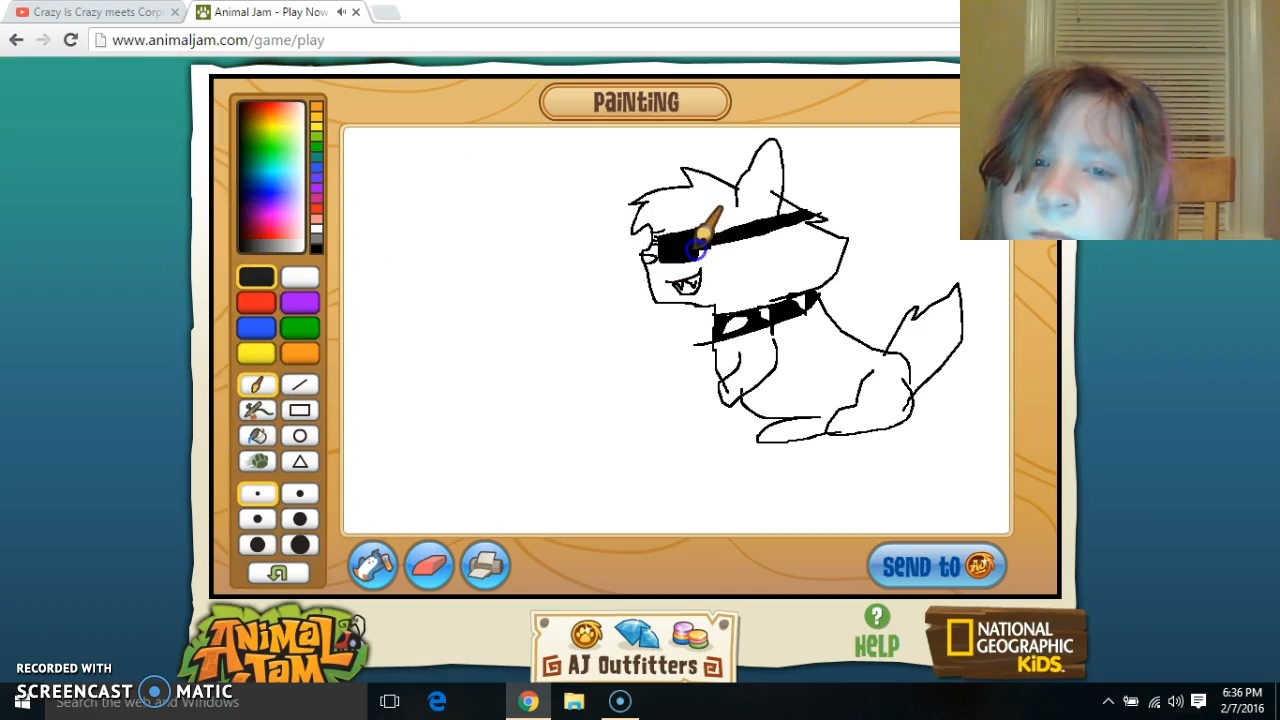 Crazy Is Crazy meets Corp
Animal Jam - Play Now
www.animaljam.com/game/play
PAINTING
SEND TO AJ
ANIMAL JAM
AJ OUTFITTERS
? HELP
NATIONAL GEOGRAPHIC KiDS
RECORDED WITH
SCREENCAST MATIC
Search the web and Windows
6:36 PM
2/7/2016